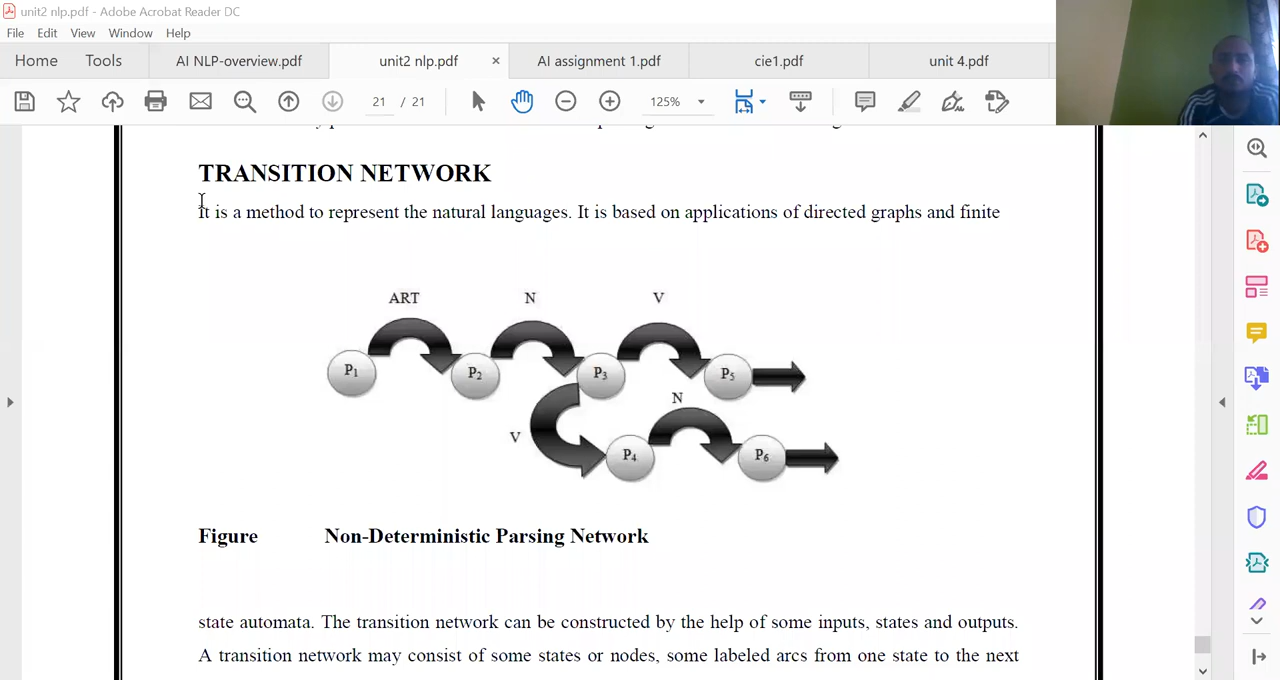 unit2 nlp.pdf - Adobe Acrobat Reader DC
File Edit View Window Help
Home Tools AI NLP-overview.pdf unit2 nlp.pdf × AI assignment 1.pdf cie1.pdf unit 4.pdf
21 / 21 125%
TRANSITION NETWORK
It is a method to represent the natural languages. It is based on applications of directed graphs and finite
ART N V
P1 P2 P3 P5
N
V
P4 P6
Figure Non-Deterministic Parsing Network
state automata. The transition network can be constructed by the help of some inputs, states and outputs.
A transition network may consist of some states or nodes, some labeled arcs from one state to the next